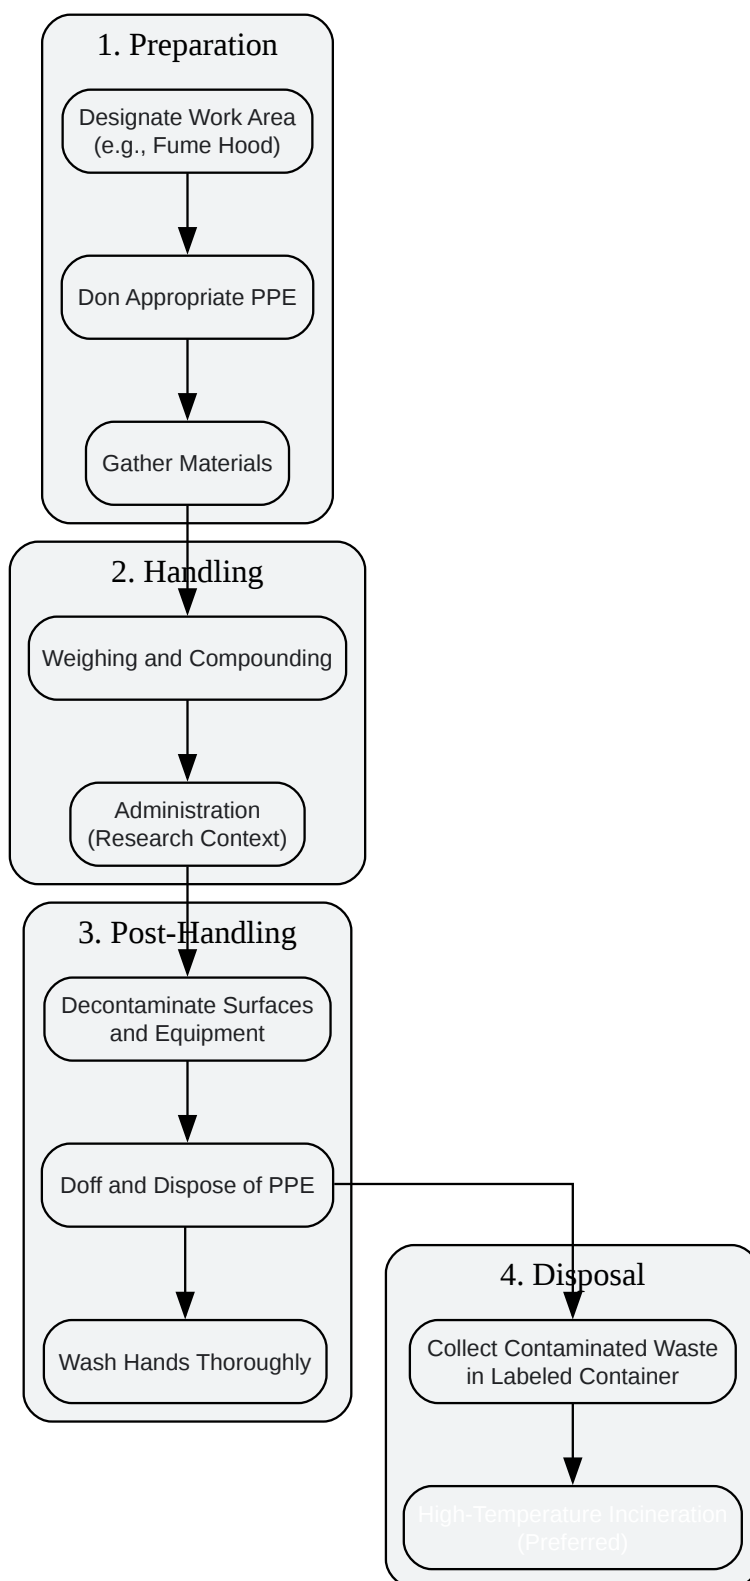 1. Preparation
Designate Work Area
(e.g., Fume Hood)
Don Appropriate PPE
Gather Materials
2. Handling
Weighing and Compounding
Administration
(Research Context)
3. Post-Handling
Decontaminate Surfaces
and Equipment
Doff and Dispose of PPE
Wash Hands Thoroughly
4. Disposal
Collect Contaminated Waste
in Labeled Container
High-Temperature Incineration
(Preferred)